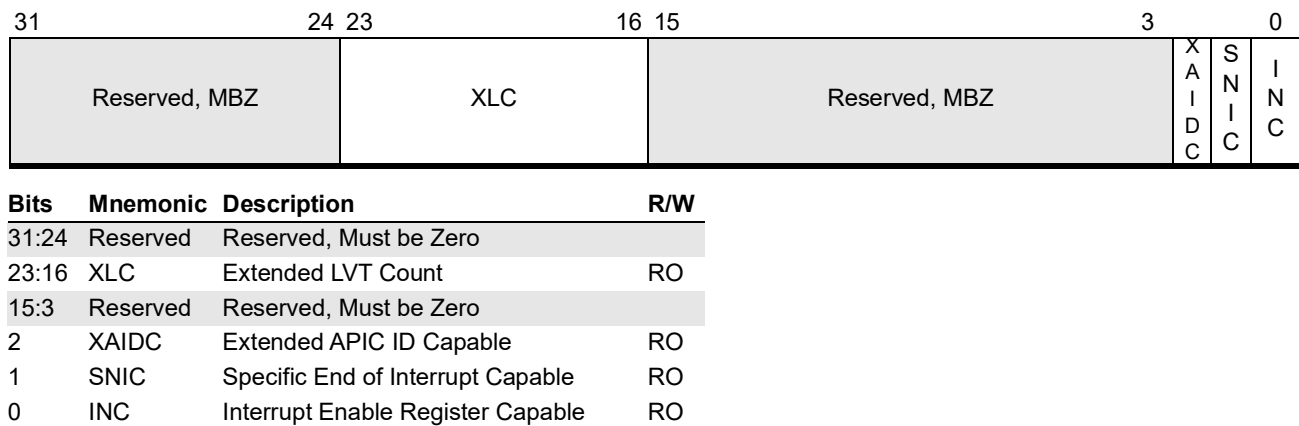 31 24 23 16 15 3 0
Reserved, MBZ XLC Reserved, MBZ XAIDC SNIC INC
Bits Mnemonic Description R/W
31:24 Reserved Reserved, Must be Zero
23:16 XLC Extended LVT Count RO
15:3 Reserved Reserved, Must be Zero
2 XAIDC Extended APIC ID Capable RO
1 SNIC Specific End of Interrupt Capable RO
0 INC Interrupt Enable Register Capable RO